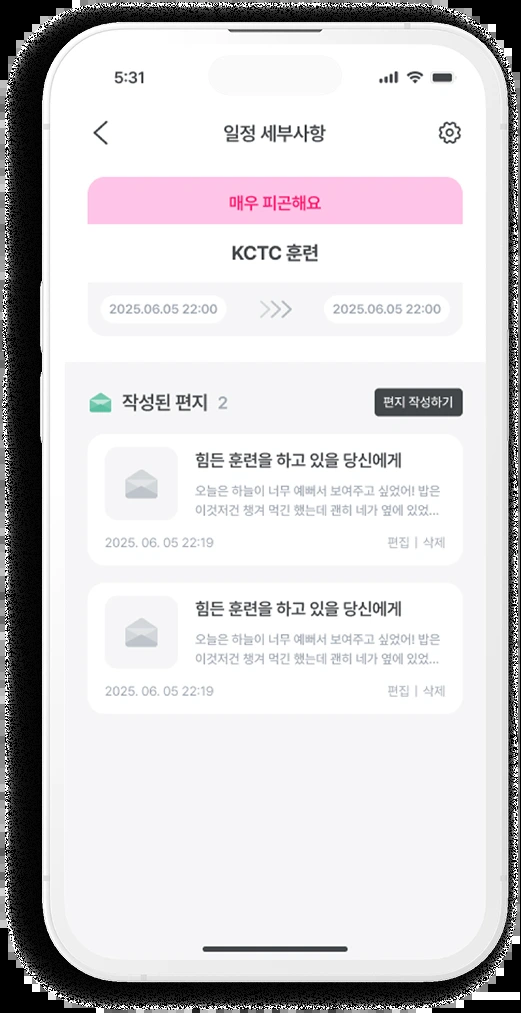 5:31
일정 세부사항
매우 피곤해요
KCTC 훈련
2025.06.05 22:00
2025.06.05 22:00
작성된 편지 2
편지 작성하기
힘든 훈련을 하고 있을 당신에게
오늘은 하늘이 너무 예뻐서 보여주고 싶었어! 밥은
이것저건 챙겨 먹긴 했는데 괜히 네가 옆에 있었...
2025. 06. 05 22:19
편집 | 삭제
힘든 훈련을 하고 있을 당신에게
오늘은 하늘이 너무 예뻐서 보여주고 싶었어! 밥은
이것저건 챙겨 먹긴 했는데 괜히 네가 옆에 있었...
2025. 06. 05 22:19
편집 | 삭제